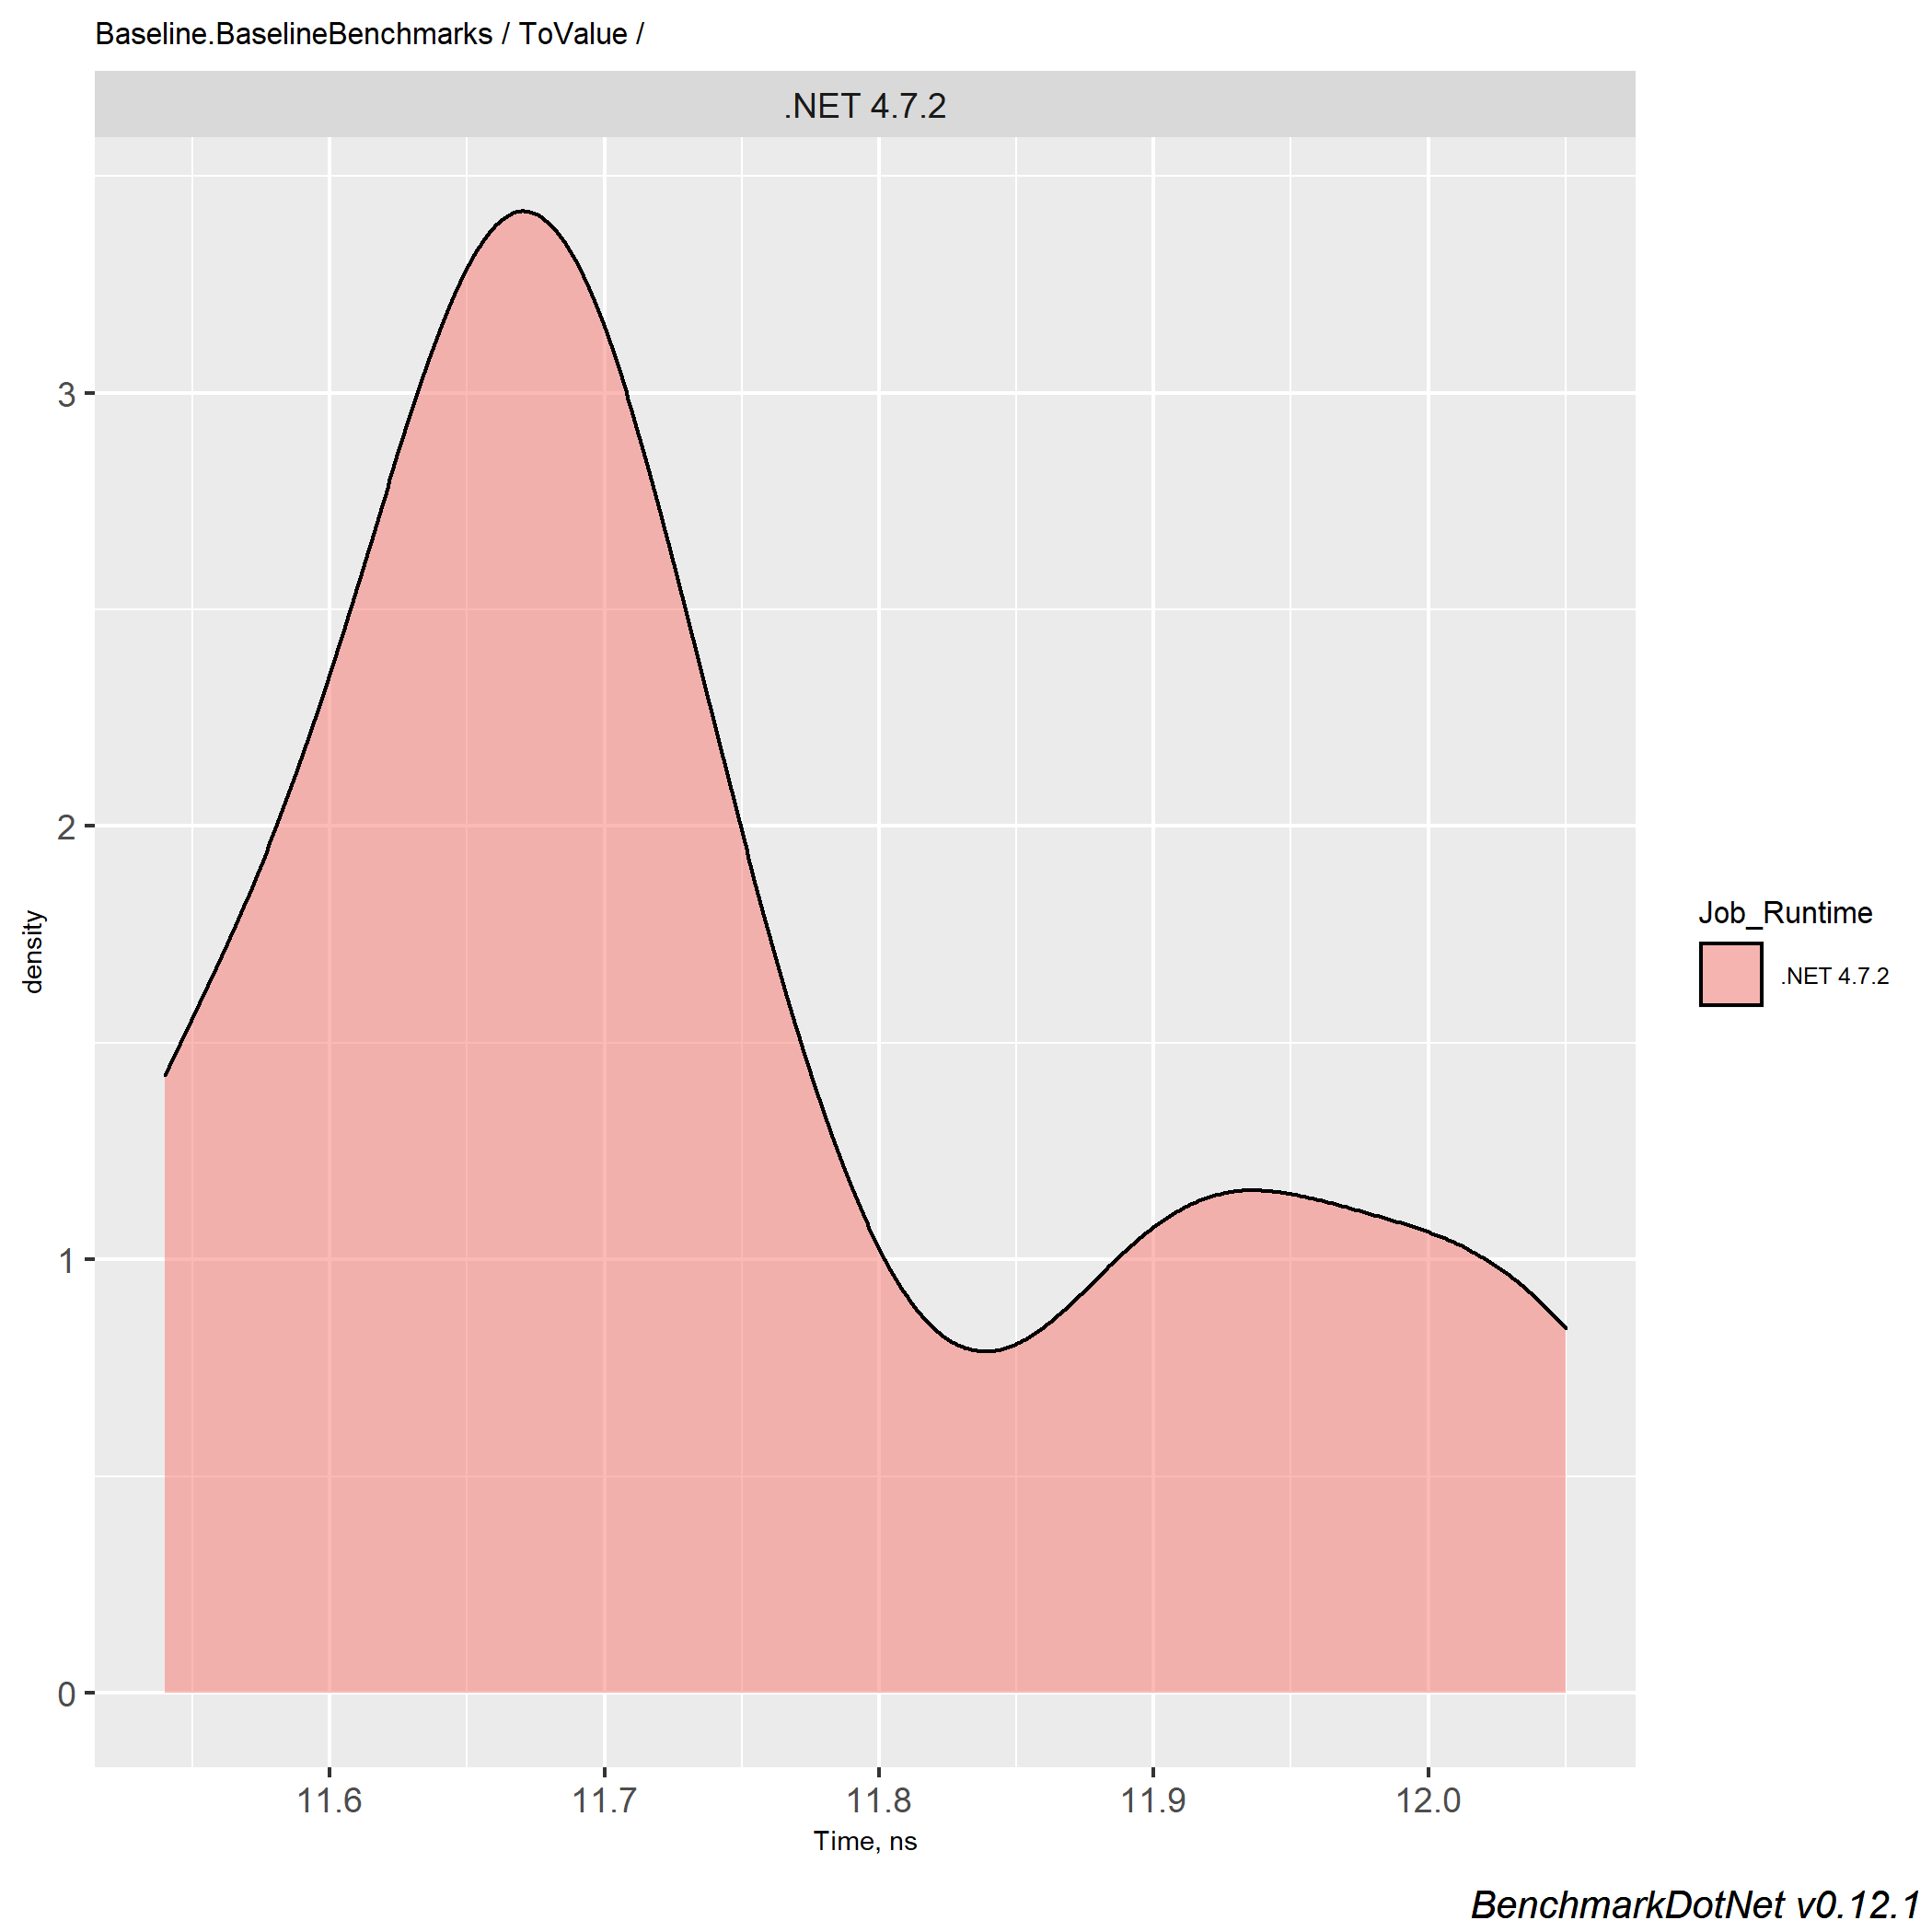 Baseline.BaselineBenchmarks / ToValue /
.NET 4.7.2
3
2
1
0
density
11.6 11.7 11.8 11.9 12.0
Time, ns
Job_Runtime
.NET 4.7.2
BenchmarkDotNet v0.12.1